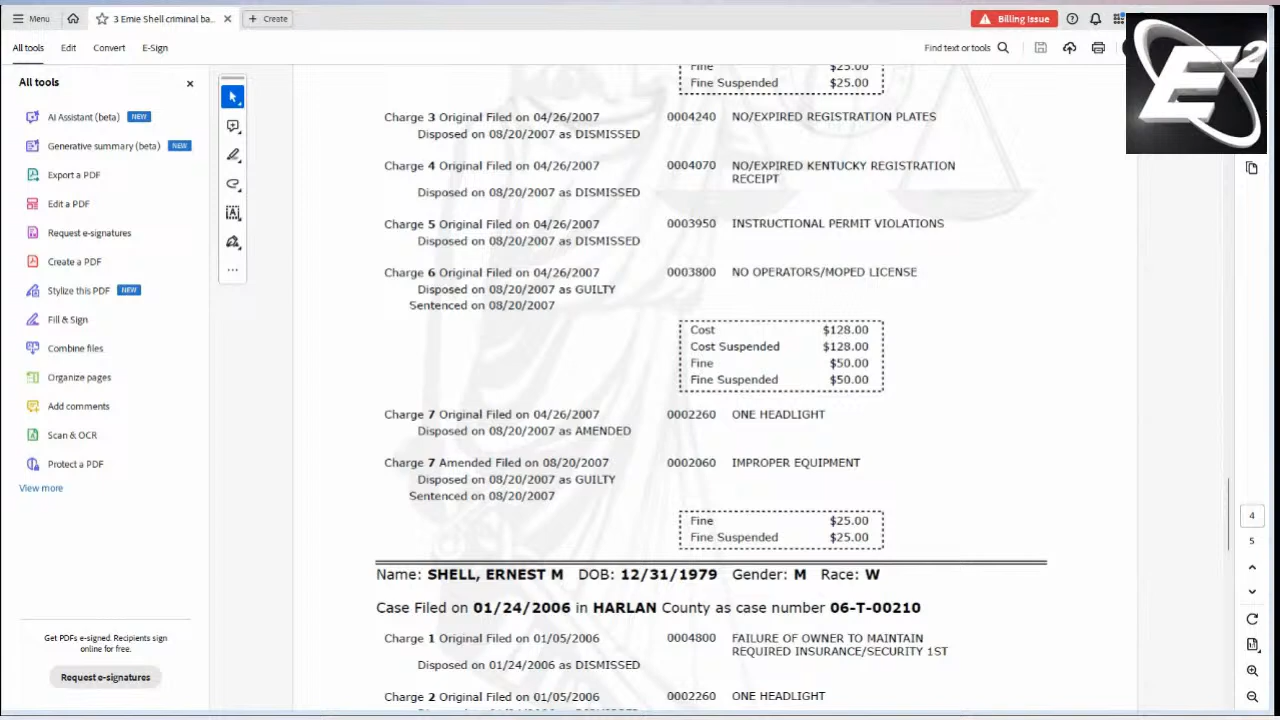 Menu
3 Ernie Shell criminal ba...
Create
Billing Issue
All tools
Edit
Convert
E-Sign
Find text or tools
E2
All tools
AI Assistant (beta) NEW
Generative summary (beta) NEW
Export a PDF
Edit a PDF
Request e-signatures
Create a PDF
Stylize this PDF NEW
Fill & Sign
Combine files
Organize pages
Add comments
Scan & OCR
Protect a PDF
View more
Get PDFs e-signed. Recipients sign
online for free.
Request e-signatures
Fine $25.00
Fine Suspended $25.00
Charge 3 Original Filed on 04/26/2007 0004240 NO/EXPIRED REGISTRATION PLATES
Disposed on 08/20/2007 as DISMISSED
Charge 4 Original Filed on 04/26/2007 0004070 NO/EXPIRED KENTUCKY REGISTRATION
RECEIPT
Disposed on 08/20/2007 as DISMISSED
Charge 5 Original Filed on 04/26/2007 0003950 INSTRUCTIONAL PERMIT VIOLATIONS
Disposed on 08/20/2007 as DISMISSED
Charge 6 Original Filed on 04/26/2007 0003800 NO OPERATORS/MOPED LICENSE
Disposed on 08/20/2007 as GUILTY
Sentenced on 08/20/2007
Cost $128.00
Cost Suspended $128.00
Fine $50.00
Fine Suspended $50.00
Charge 7 Original Filed on 04/26/2007 0002260 ONE HEADLIGHT
Disposed on 08/20/2007 as AMENDED
Charge 7 Amended Filed on 08/20/2007 0002060 IMPROPER EQUIPMENT
Disposed on 08/20/2007 as GUILTY
Sentenced on 08/20/2007
Fine $25.00
Fine Suspended $25.00
Name: SHELL, ERNEST M DOB: 12/31/1979 Gender: M Race: W
Case Filed on 01/24/2006 in HARLAN County as case number 06-T-00210
Charge 1 Original Filed on 01/05/2006 0004800 FAILURE OF OWNER TO MAINTAIN
REQUIRED INSURANCE/SECURITY 1ST
Disposed on 01/24/2006 as DISMISSED
Charge 2 Original Filed on 01/05/2006 0002260 ONE HEADLIGHT
4
5